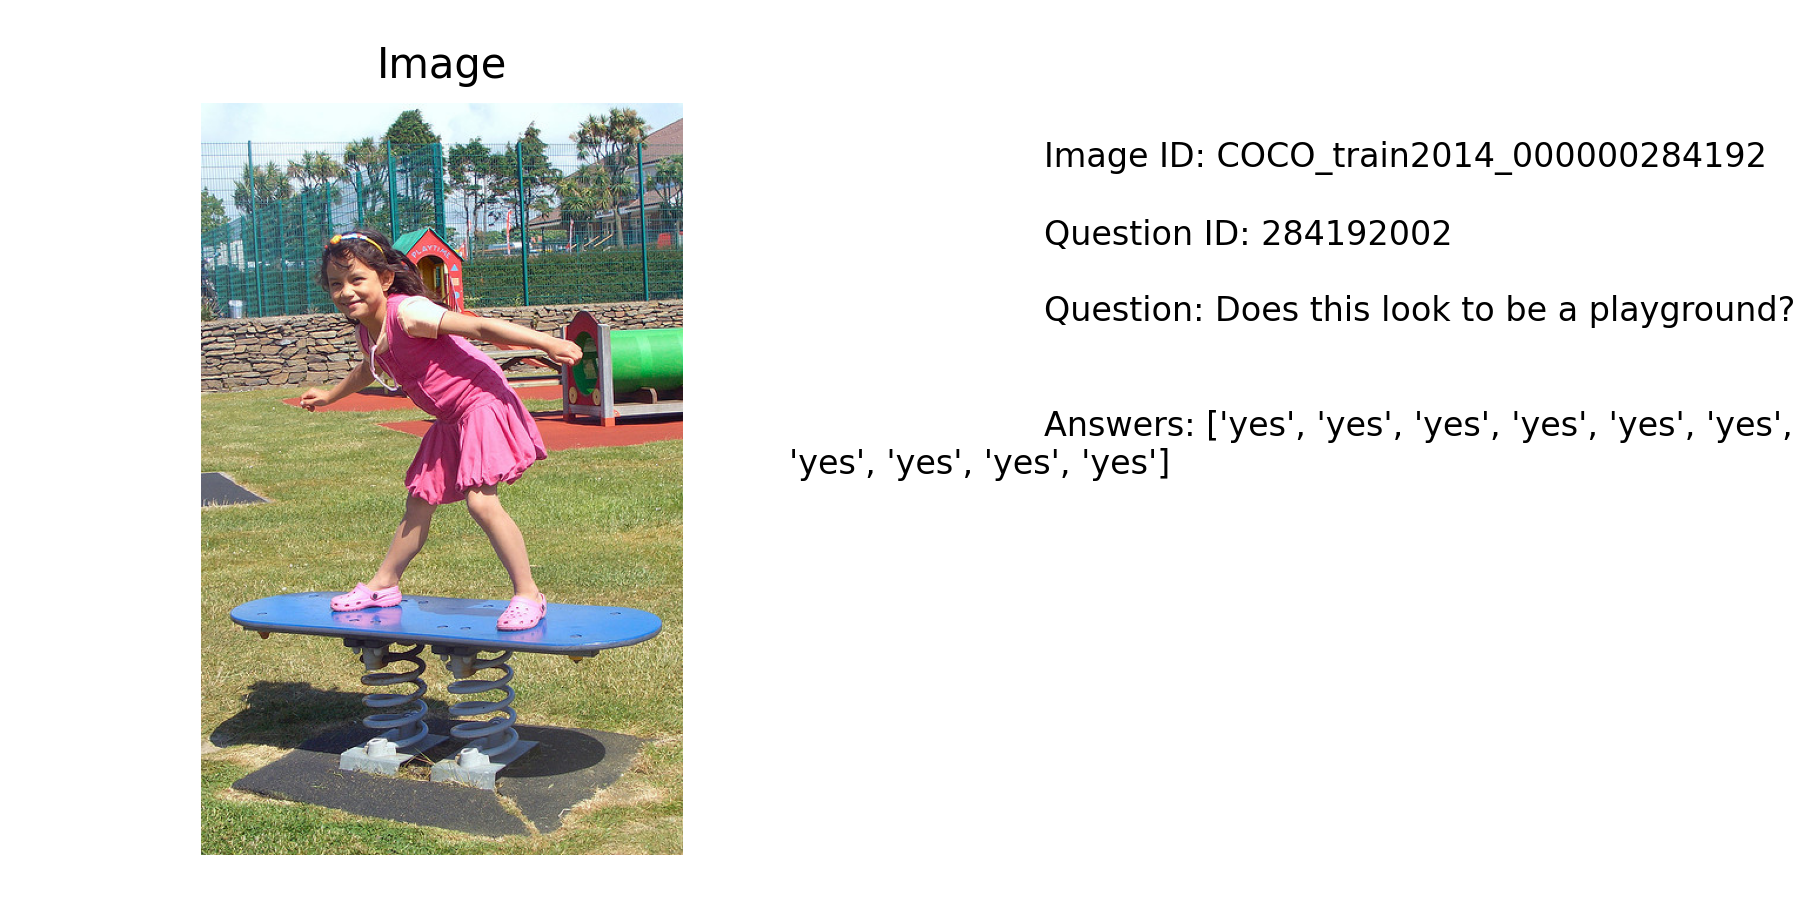 Image
PLAYTIME
Image ID: COCO_train2014_000000284192
Question ID: 284192002
Question: Does this look to be a playground?
Answers: ['yes', 'yes', 'yes', 'yes', 'yes', 'yes',
'yes', 'yes', 'yes', 'yes']